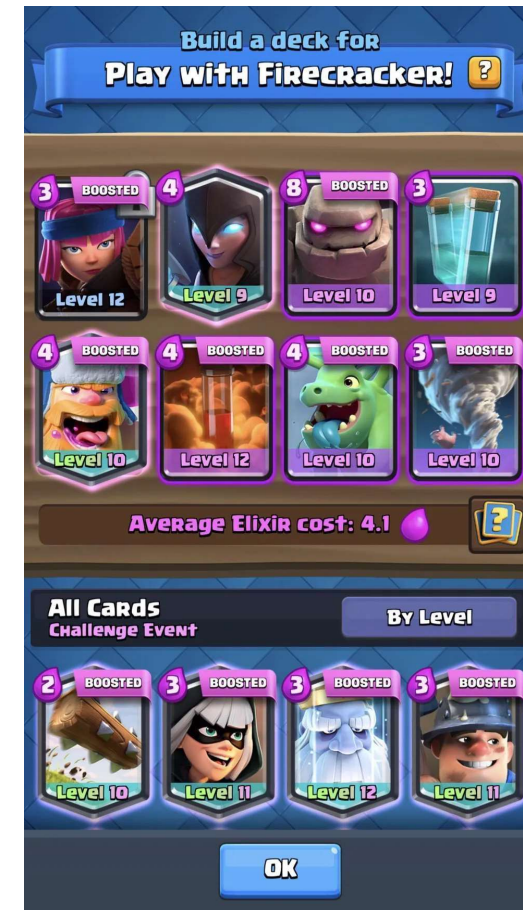 Build a deck for
Play with Firecracker! ?
3 BOOSTED 4 8 BOOSTED 3
Level 12 Level 9 Level 10 Level 9
4 BOOSTED 4 BOOSTED 4 BOOSTED 3 BOOSTED
Level 10 Level 12 Level 10 Level 10
Average Elixir cost: 4.1 ?
All Cards
Challenge Event
By Level
2 BOOSTED 3 BOOSTED 3 BOOSTED 3 BOOSTED
Level 10 Level 11 Level 12 Level 11
OK